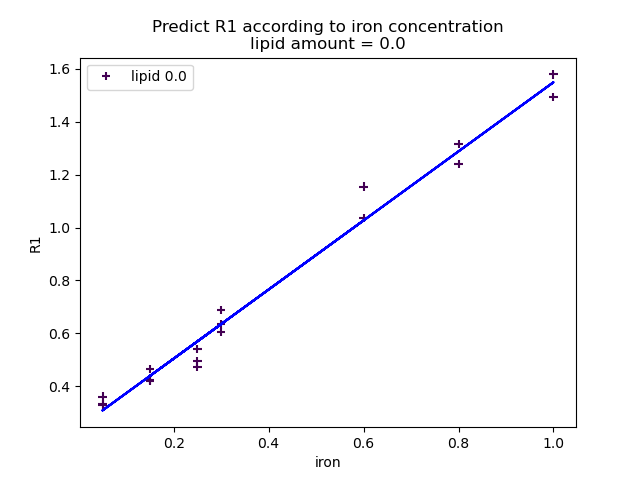 Predict R1 according to iron concentration
lipid amount = 0.0
lipid 0.0
1.6
1.4
1.2
1.0
0.8
0.6
0.4
R1
0.2 0.4 0.6 0.8 1.0
iron